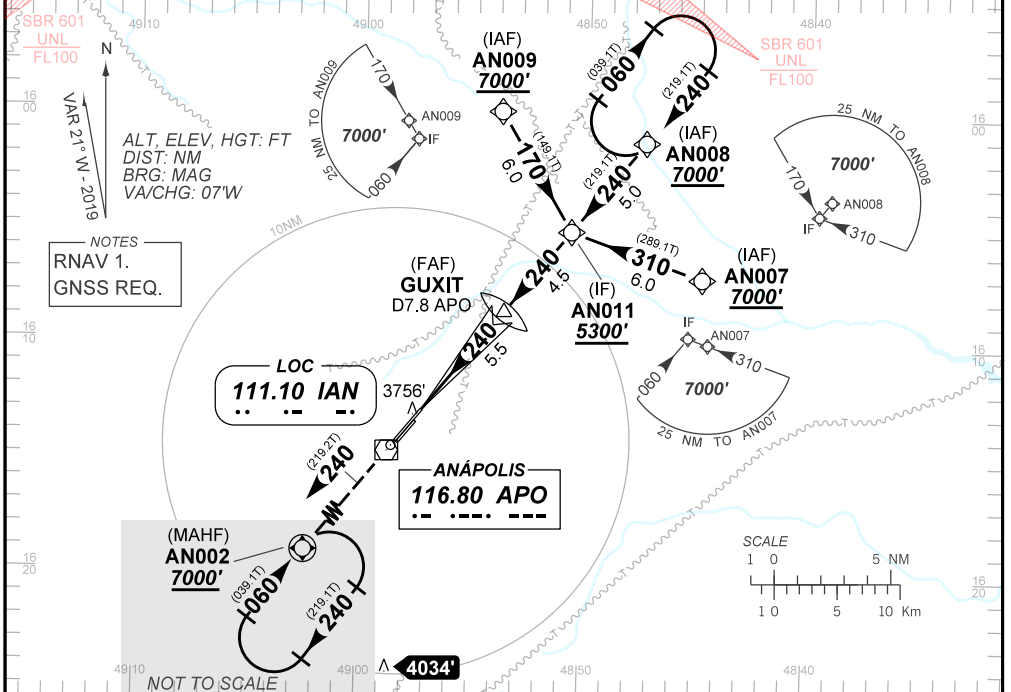 SBR 601
UNL
FL100
49|10
49|00
48|50
48|40
N
VAR 21° W - 2019
16
00
ALT, ELEV, HGT: FT
DIST: NM
BRG: MAG
VA/CHG: 07'W
NOTES
RNAV 1.
GNSS REQ.
170
AN009
IF
060
7000'
25 NM TO AN009
(IAF)
AN009
7000'
(149.1T)
170
6.0
(039.1T)
060
(219.1T)
240
SBR 601
UNL
FL100
(IAF)
AN008
7000'
(219.1T)
240
5.0
16
00
25 NM TO AN008
7000'
170
AN008
IF
310
10NM
(FAF)
GUXIT
D7.8 APO
240
4.5
(IF)
AN011
5300'
(289.1T)
310
6.0
(IAF)
AN007
7000'
IF
AN007
060
310
7000'
25 NM TO AN007
16
10
16
10
240
5.5
LOC
111.10 IAN
3756'
(219.2T)
240
ANÁPOLIS
116.80 APO
(MAHF)
AN002
7000'
(039.1T)
060
(219.1T)
240
16
20
16
20
SCALE
1 0 5 NM
1 0 5 10 Km
49|10
49|00
48|50
48|40
4034'
NOT TO SCALE